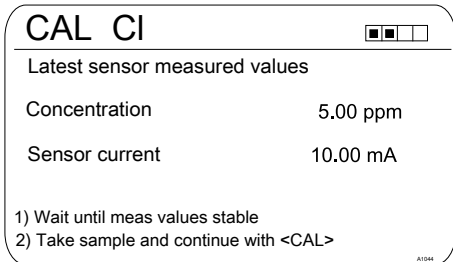 CAL Cl
Latest sensor measured values
Concentration 5.00 ppm
Sensor current 10.00 mA
1) Wait until meas values stable
2) Take sample and continue with <CAL>
A1044